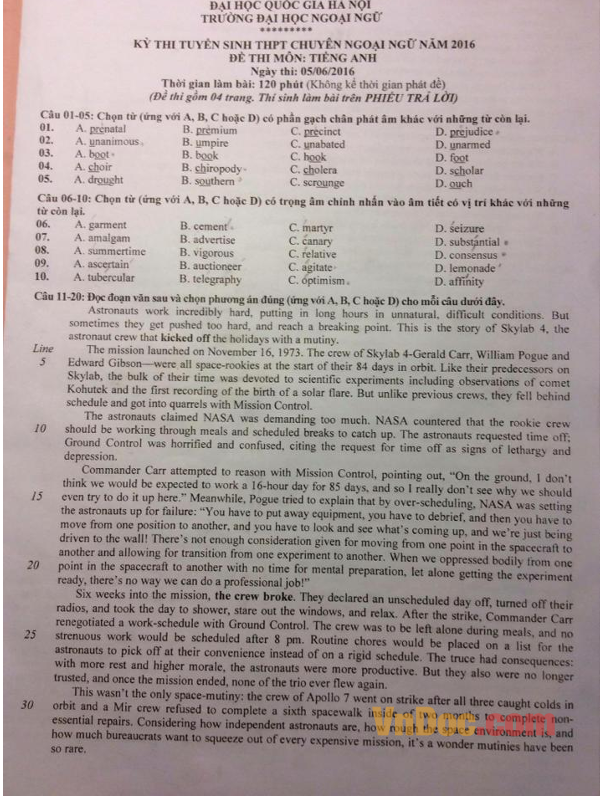 ĐẠI HỌC QUỐC GIA HÀ NỘI
TRƯỜNG ĐẠI HỌC NGOẠI NGỮ
*********
KỲ THI TUYỂN SINH THPT CHUYÊN NGOẠI NGỮ NĂM 2016
ĐỀ THI MÔN: TIẾNG ANH
Ngày thi: 05/06/2016
Thời gian làm bài: 120 phút (Không kể thời gian phát đề)
(Đề thi gồm 04 trang. Thí sinh làm bài trên PHIẾU TRẢ LỜI)
Câu 01-05: Chọn từ (ứng với A, B, C hoặc D) có phần gạch chân phát âm khác với những từ còn lại.
01. A. prenatal B. premium C. precinct D. prejudice
02. A. unanimous B. umpire C. unabated D. unarmed
03. A. boot B. book C. hook D. foot
04. A. choir B. chiropody C. cholera D. scholar
05. A. drought B. southern C. scrounge D. ouch
Câu 06-10: Chọn từ (ứng với A, B, C hoặc D) có trọng âm chính nhấn vào âm tiết có vị trí khác với những
từ còn lại.
06. A. garment B. cement C. martyr D. seizure
07. A. amalgam B. advertise C. canary D. substantial
08. A. summertime B. vigorous C. relative D. consensus
09. A. ascertain B. auctioneer C. agitate D. lemonade
10. A. tubercular B. telegraphy C. optimism D. affinity
Câu 11-20: Đọc đoạn văn sau và chọn phương án đúng (ứng với A, B, C hoặc D) cho mỗi câu dưới đây.
Astronauts work incredibly hard, putting in long hours in unnatural, difficult conditions. But
sometimes they get pushed too hard, and reach a breaking point. This is the story of Skylab 4, the
astronaut crew that kicked off the holidays with a mutiny.
Line The mission launched on November 16, 1973. The crew of Skylab 4-Gerald Carr, William Pogue and
5 Edward Gibson—were all space-rookies at the start of their 84 days in orbit. Like their predecessors on
Skylab, the bulk of their time was devoted to scientific experiments including observations of comet
Kohutek and the first recording of the birth of a solar flare. But unlike previous crews, they fell behind
schedule and got into quarrels with Mission Control.
The astronauts claimed NASA was demanding too much. NASA countered that the rookie crew
10 should be working through meals and scheduled breaks to catch up. The astronauts requested time off;
Ground Control was horrified and confused, citing the request for time off as signs of lethargy and
depression.
Commander Carr attempted to reason with Mission Control, pointing out, “On the ground, I don’t
think we would be expected to work a 16-hour day for 85 days, and so I really don’t see why we should
15 even try to do it up here.” Meanwhile, Pogue tried to explain that by over-scheduling, NASA was setting
the astronauts up for failure: “You have to put away equipment, you have to debrief, and then you have to
move from one position to another, and you have to look and see what’s coming up, and we’re just being
driven to the wall! There’s not enough consideration given for moving from one point in the spacecraft to
another and allowing for transition from one experiment to another. When we oppressed bodily from one
20 point in the spacecraft to another with no time for mental preparation, let alone getting the experiment
ready, there’s no way we can do a professional job!”
Six weeks into the mission, the crew broke. They declared an unscheduled day off, turned off their
radios, and took the day to shower, stare out the windows, and relax. After the strike, Commander Carr
renegotiated a work-schedule with Ground Control. The crew was to be left alone during meals, and no
25 strenuous work would be scheduled after 8 pm. Routine chores would be placed on a list for the
astronauts to pick off at their convenience instead of on a rigid schedule. The truce had consequences:
with more rest and higher morale, the astronauts were more productive. But they also were no longer
trusted, and once the mission ended, none of the trio ever flew again.
This wasn’t the only space-mutiny: the crew of Apollo 7 went on strike after all three caught colds in
30 orbit and a Mir crew refused to complete a sixth spacewalk inside of two months to complete non-
essential repairs. Considering how independent astronauts are, how rough the space environment is, and
how much bureaucrats want to squeeze out of every expensive mission, it’s a wonder mutinies have been
so rare.
VnDoc.com